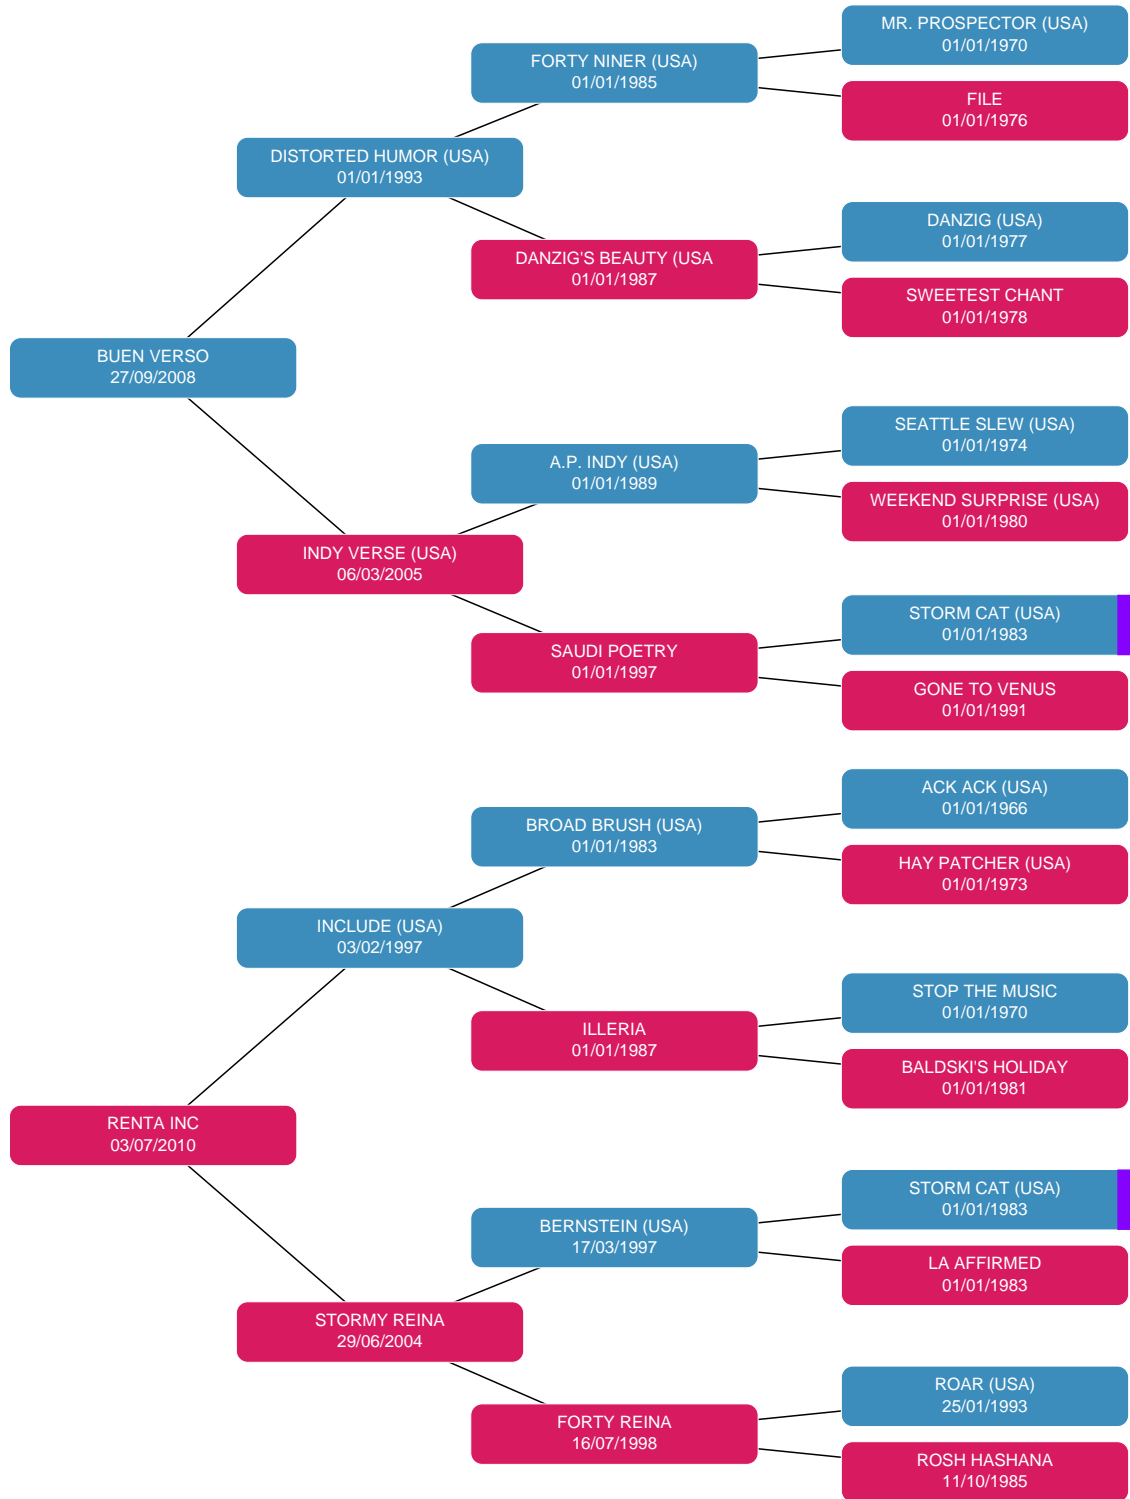 MR. PROSPECTOR (USA)
01/01/1970
FORTY NINER (USA)
01/01/1985
FILE
01/01/1976
DISTORTED HUMOR (USA)
01/01/1993
DANZIG (USA)
01/01/1977
DANZIG'S BEAUTY (USA
01/01/1987
SWEETEST CHANT
01/01/1978
BUEN VERSO
27/09/2008
SEATTLE SLEW (USA)
01/01/1974
A.P. INDY (USA)
01/01/1989
WEEKEND SURPRISE (USA)
01/01/1980
INDY VERSE (USA)
06/03/2005
STORM CAT (USA)
01/01/1983
SAUDI POETRY
01/01/1997
GONE TO VENUS
01/01/1991
ACK ACK (USA)
01/01/1966
BROAD BRUSH (USA)
01/01/1983
HAY PATCHER (USA)
01/01/1973
INCLUDE (USA)
03/02/1997
STOP THE MUSIC
01/01/1970
ILLERIA
01/01/1987
BALDSKI'S HOLIDAY
01/01/1981
RENTA INC
03/07/2010
STORM CAT (USA)
01/01/1983
BERNSTEIN (USA)
17/03/1997
LA AFFIRMED
01/01/1983
STORMY REINA
29/06/2004
ROAR (USA)
25/01/1993
FORTY REINA
16/07/1998
ROSH HASHANA
11/10/1985